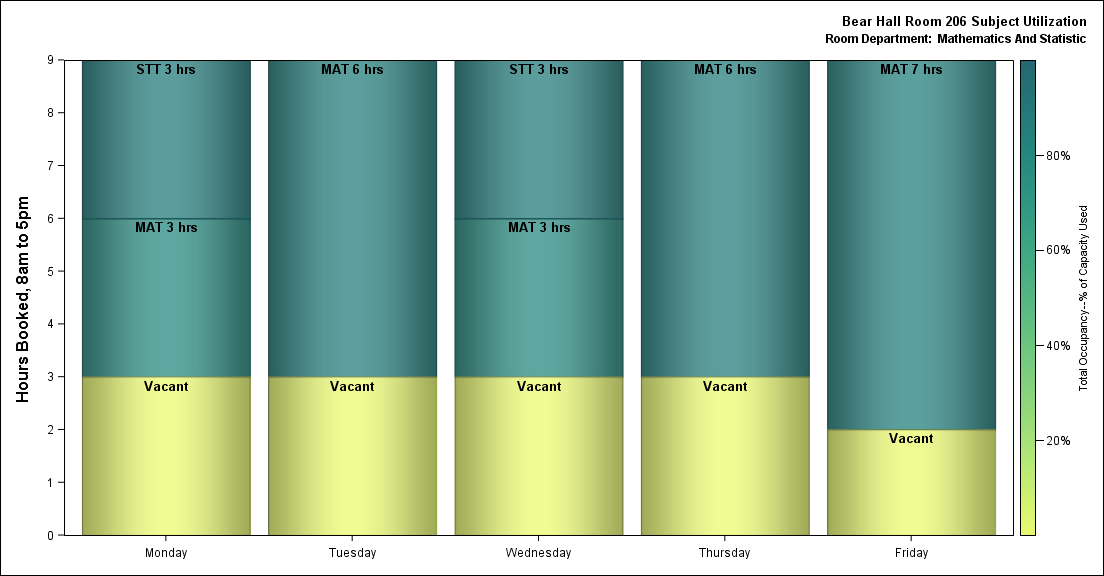 Bear Hall Room 206 Subject Utilization
Room Department: Mathematics And Statistic
Hours Booked, 8am to 5pm
9
8
7
6
5
4
3
2
1
0
STT 3 hrs
MAT 3 hrs
Vacant
MAT 6 hrs
Vacant
STT 3 hrs
MAT 3 hrs
Vacant
MAT 6 hrs
Vacant
MAT 7 hrs
Vacant
Monday
Tuesday
Wednesday
Thursday
Friday
80%
60%
40%
20%
Total Occupancy--% of Capacity Used